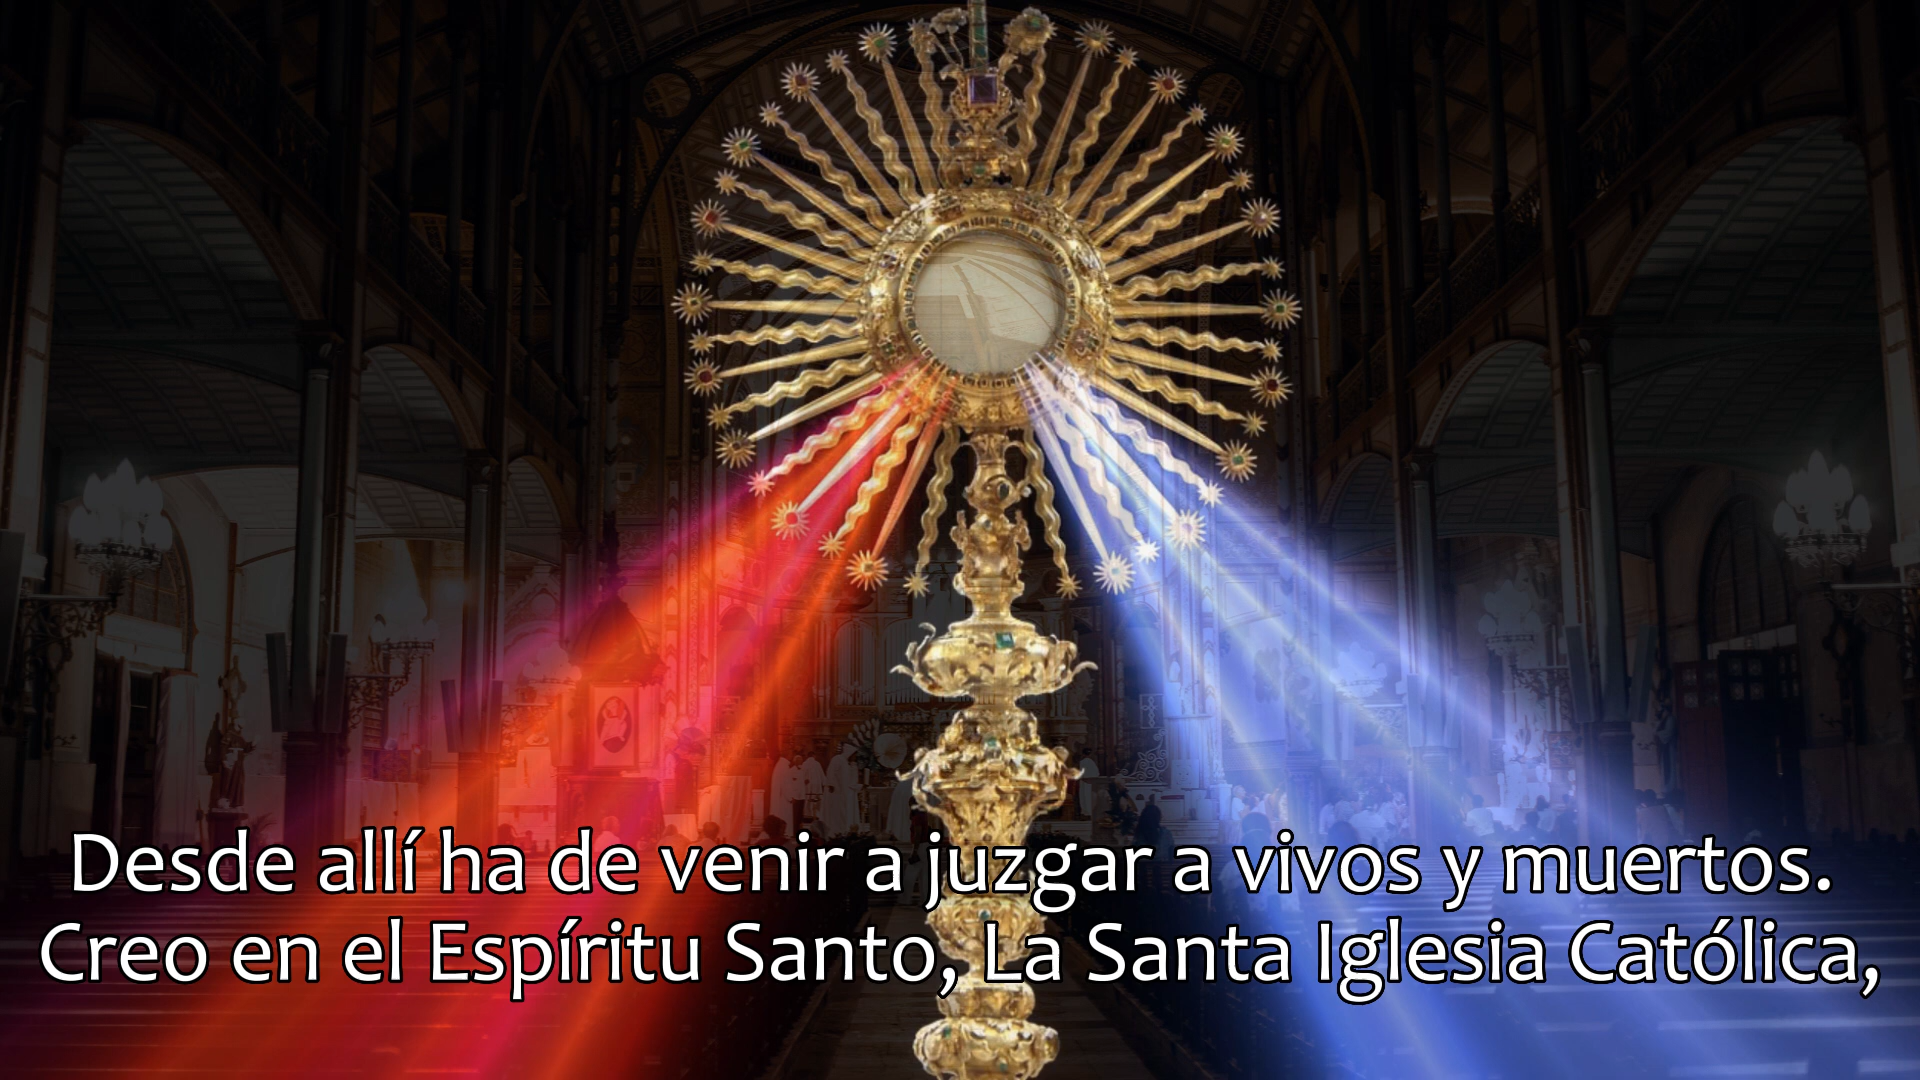 Desde allí ha de venir a juzgar a vivos y muertos.
Creo en el Espíritu Santo, La Santa Iglesia Católica,